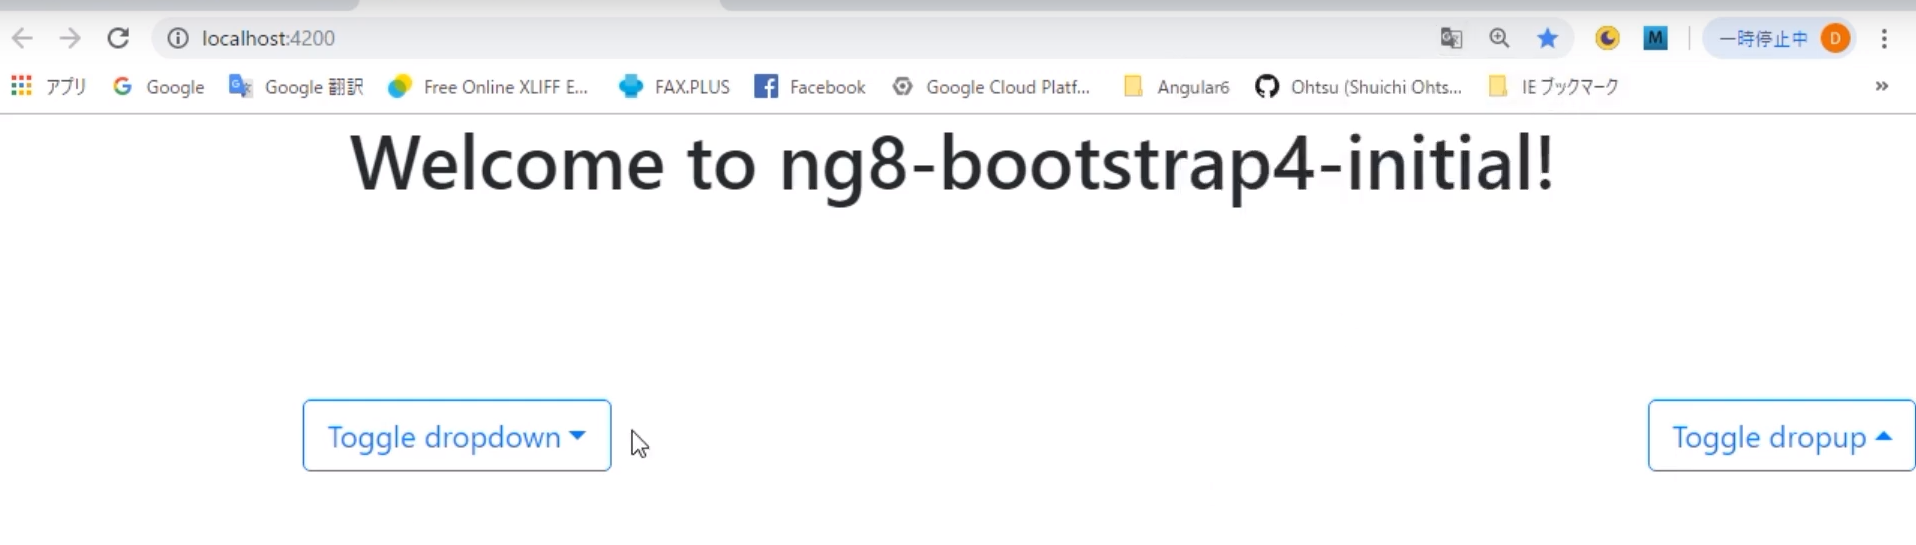 localhost:4200
M
一時停止中
D
アプリ
Google
Google 翻訳
Free Online XLIFF E...
FAX.PLUS
Facebook
Google Cloud Platf...
Angular6
Ohtsu (Shuichi Ohts...
IE ブックマーク
»
Welcome to ng8-bootstrap4-initial!
Toggle dropdown
Toggle dropup